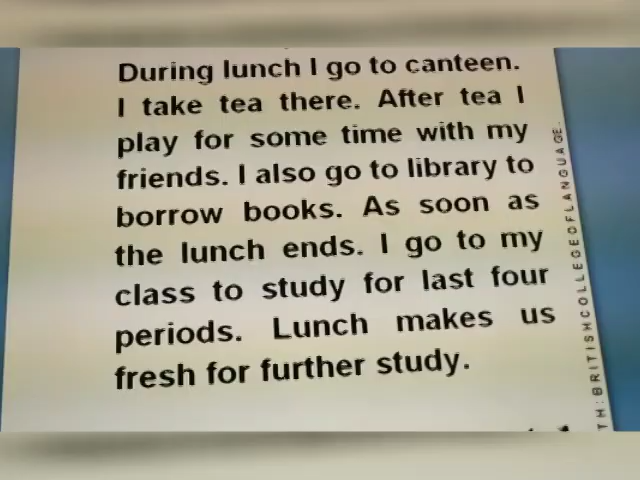 During lunch I go to canteen.
I take tea there. After tea I
play for some time with my
friends. I also go to library to
borrow books. As soon as
the lunch ends. I go to my
class to study for last four
periods. Lunch makes us
fresh for further study.
TH:BRITISHCOLLEGEOFLANGUAGE.